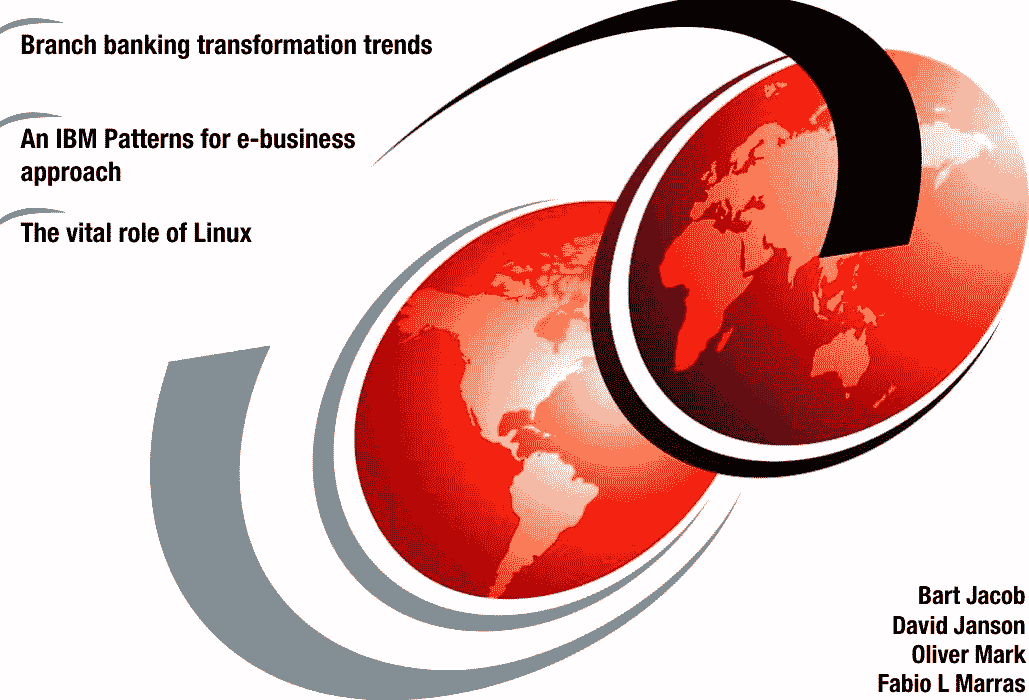 Branch banking transformation trends
An IBM Patterns for e-business
approach
The vital role of Linux
Bart Jacob
David Janson
Oliver Mark
Fabio L Marras